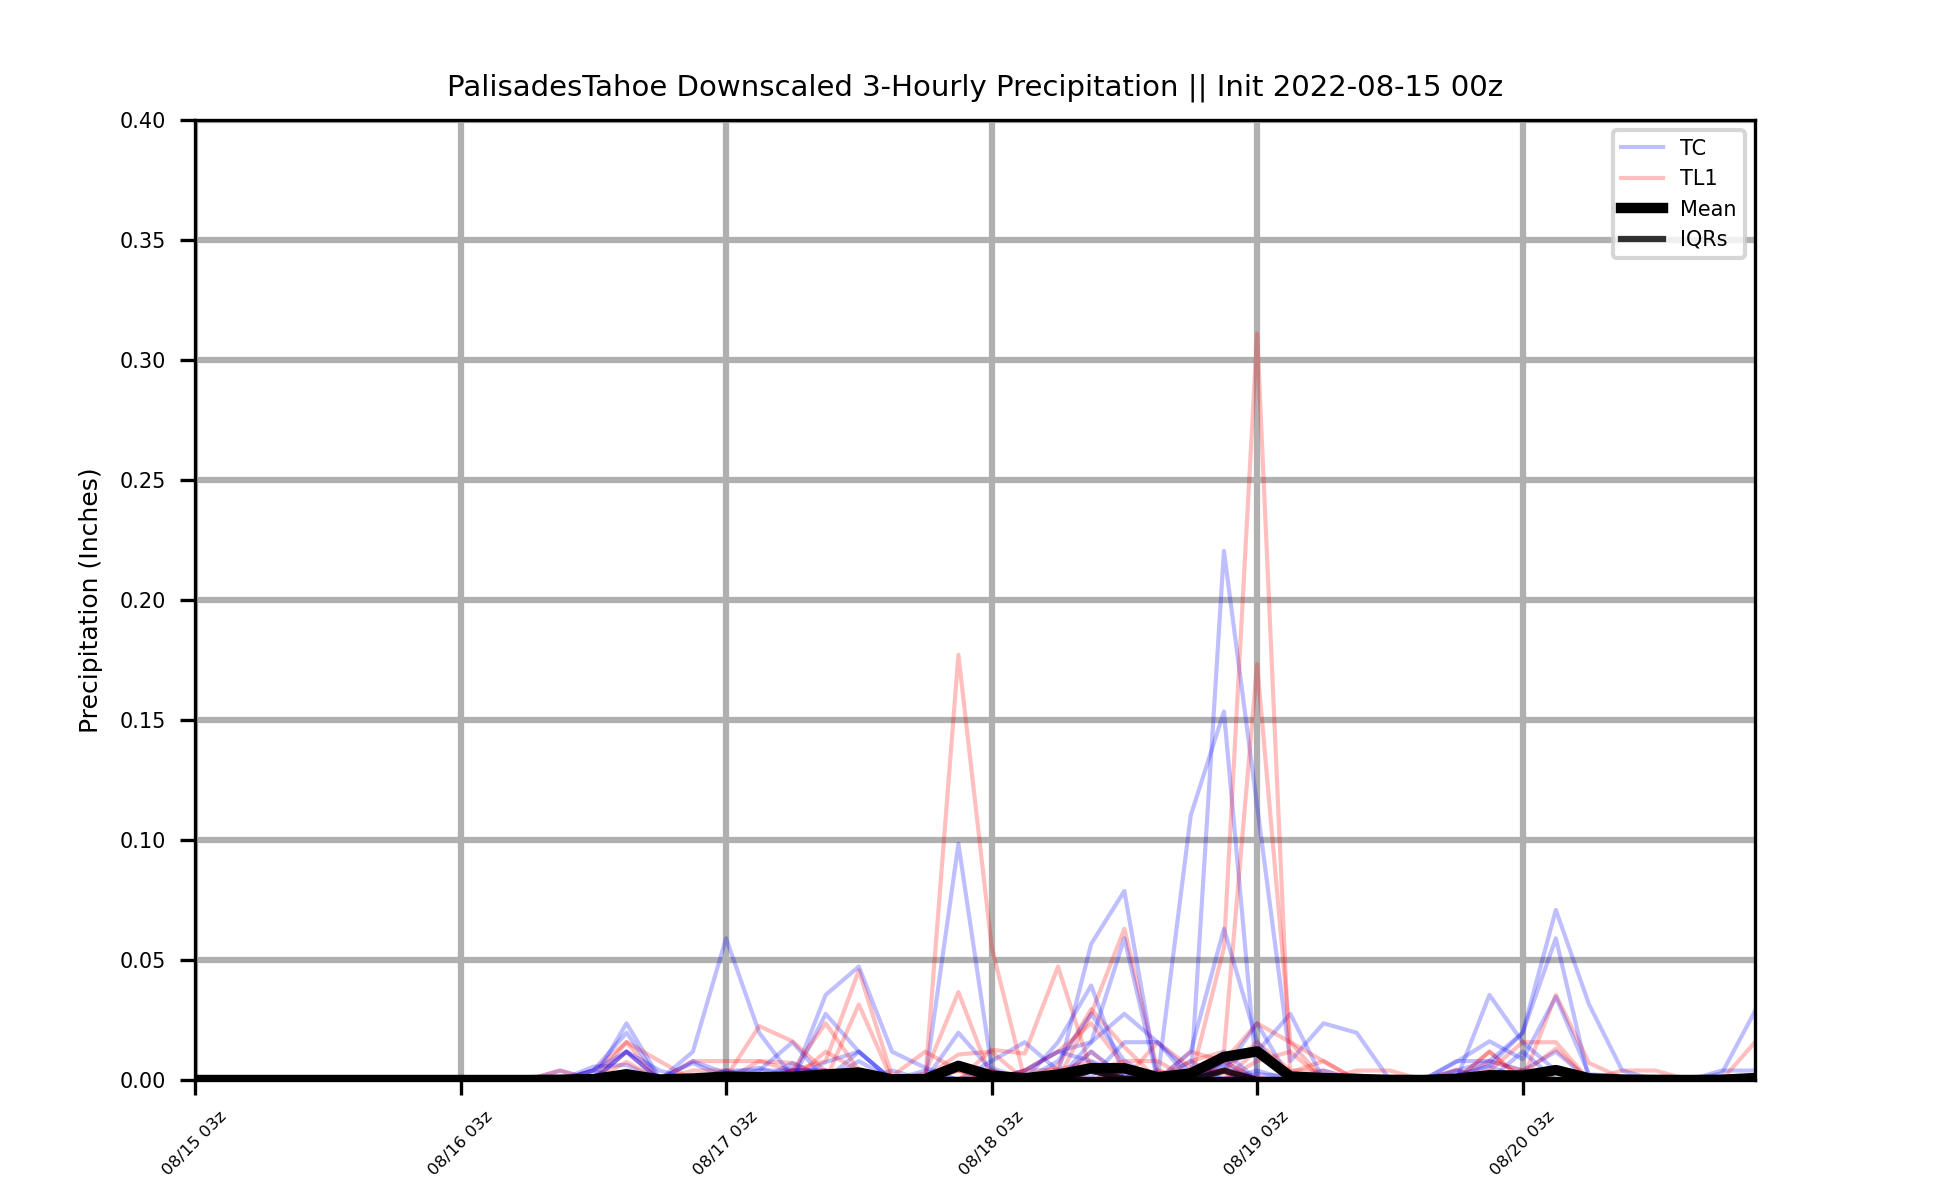 PalisadesTahoe Downscaled 3-Hourly Precipitation || Init 2022-08-15 00z
Precipitation (Inches)
0.40
0.35
0.30
0.25
0.20
0.15
0.10
0.05
0.00
TC
TL1
Mean
IQRs
08/15 03z
08/16 03z
08/17 03z
08/18 03z
08/19 03z
08/20 03z